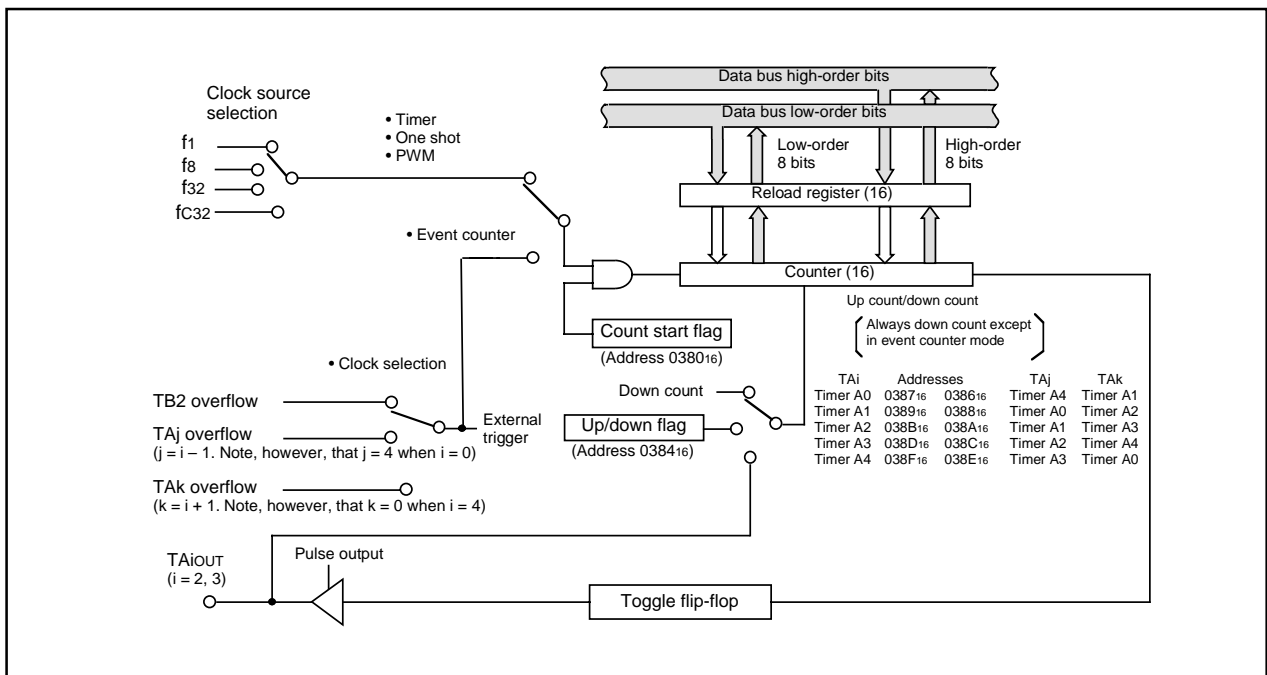 Data bus high-order bits
Data bus low-order bits
Clock source
selection
• Timer
• One shot
• PWM
f1
f8
f32
fC32
Low-order
8 bits
High-order
8 bits
Reload register (16)
• Event counter
Counter (16)
Up count/down count
Always down count except
in event counter mode
Count start flag
(Address 038016)
• Clock selection
TB2 overflow
TAj overflow
(j = i – 1. Note, however, that j = 4 when i = 0)
External
trigger
TAk overflow
(k = i + 1. Note, however, that k = 0 when i = 4)
Down count
Up/down flag
(Address 038416)
TAi Addresses TAj TAk
Timer A0 038716 038616 Timer A4 Timer A1
Timer A1 038916 038816 Timer A0 Timer A2
Timer A2 038B16 038A16 Timer A1 Timer A3
Timer A3 038D16 038C16 Timer A2 Timer A4
Timer A4 038F16 038E16 Timer A3 Timer A0
TAiOUT
(i = 2, 3)
Pulse output
Toggle flip-flop